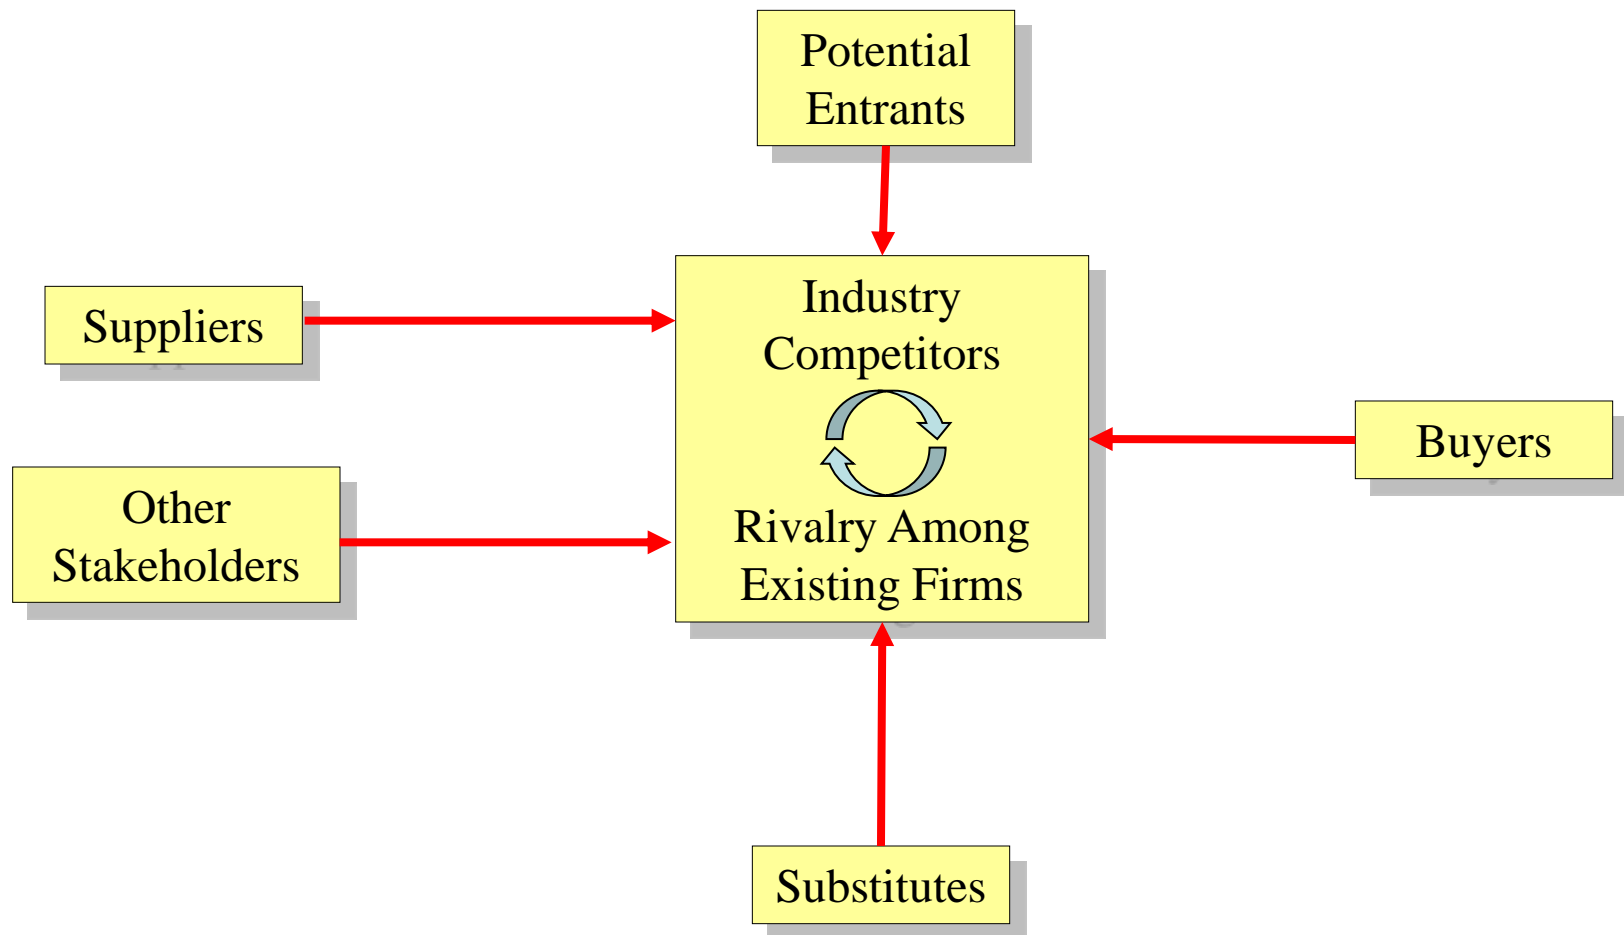 Potential
Entrants
Suppliers
Industry
Competitors
Buyers
Other
Stakeholders
Rivalry Among
Existing Firms
Substitutes